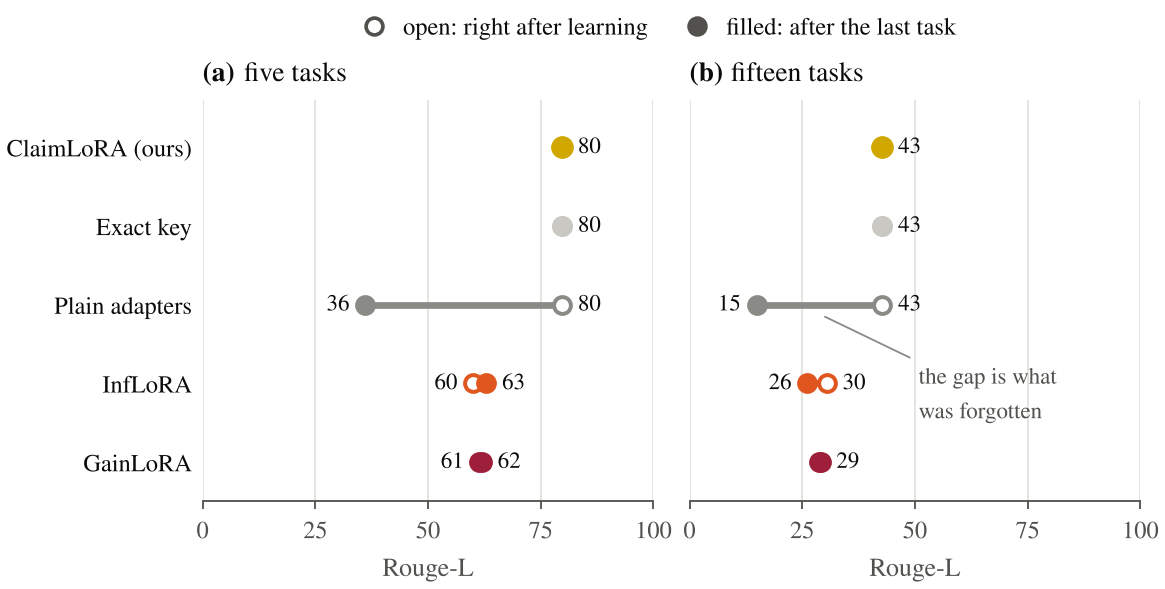 open: right after learning
filled: after the last task
(a) five tasks
(b) fifteen tasks
ClaimLoRA (ours)
80
43
Exact key
80
43
Plain adapters
36
80
15
43
InfLoRA
60
63
26
30
the gap is what
was forgotten
GainLoRA
61
62
29
0
25
50
75
100
0
25
50
75
100
Rouge-L
Rouge-L